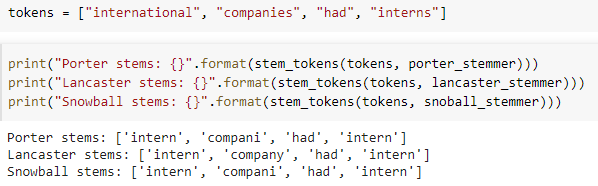 tokens = ["international", "companies", "had", "interns"]
print("Porter stems: {}".format(stem_tokens(tokens, porter_stemmer)))
print("Lancaster stems: {}".format(stem_tokens(tokens, lancaster_stemmer)))
print("Snowball stems: {}".format(stem_tokens(tokens, snoball_stemmer)))
Porter stems: ['intern', 'compani', 'had', 'intern']
Lancaster stems: ['intern', 'company', 'had', 'intern']
Snowball stems: ['intern', 'compani', 'had', 'intern']